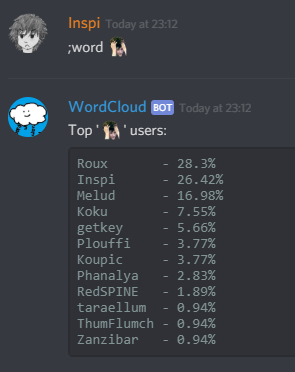 Inspi Today at 23:12
;word
WordCloud BOT Today at 23:12
Top ' ' users:
Roux - 28.3%
Inspi - 26.42%
Melud - 16.98%
Koku - 7.55%
getkey - 5.66%
Plouffi - 3.77%
Koupic - 3.77%
Phanalya - 2.83%
RedSPINE - 1.89%
taraellum - 0.94%
ThumFlumch - 0.94%
Zanzibar - 0.94%